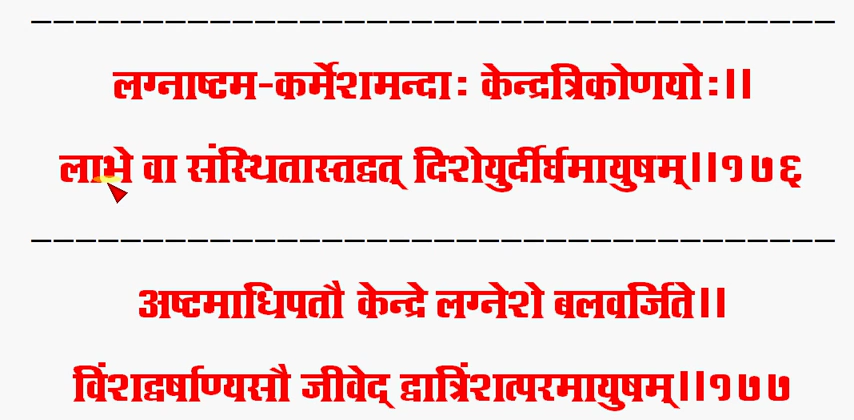 लग्नाष्टम-कर्मेशमन्दाः केन्द्रत्रिकोणयोः।।
लाभे वा संस्थितास्तद्वत् दिशेयुर्दीर्घमायुषम्।।१७६
अष्टमाधिपतौ केन्द्रे लग्नेशे बलवर्जिते।।
विंशद्वर्षाण्यसौ जीवेद् द्वात्रिंशत्परमायुषम्।।१७७